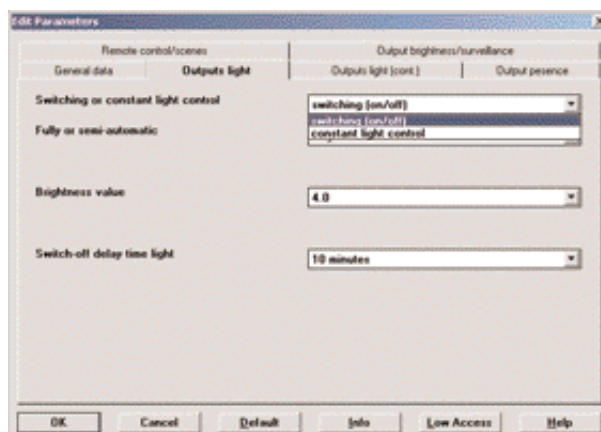 Edit Parameters
Remote control/scenes
Output brightness/surveillance
General data
Outputs light
Outputs light (cont.)
Output pesence
Switching or constant light control
switching (on/off)
switching (on/off)
constant light control
Fully or semi-automatic
Brightness value
4.0
Switch-off delay time light
10 minutes
OK
Cancel
Default
Info
Low Access
Help